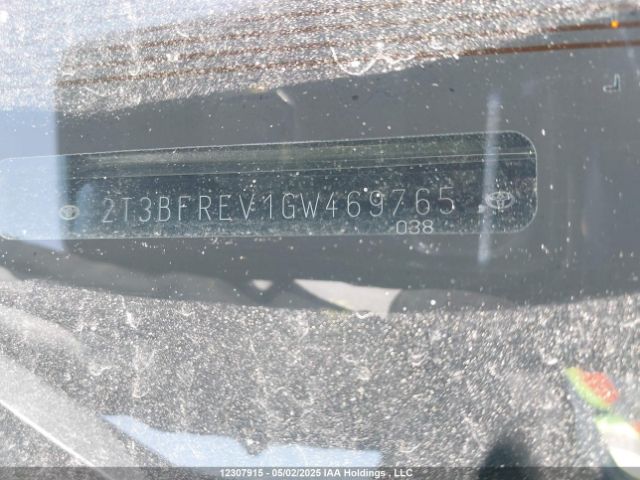 2T3BFREV1GW469765
038
12307915 - 05/02/2025 IAA Holdings , LLC